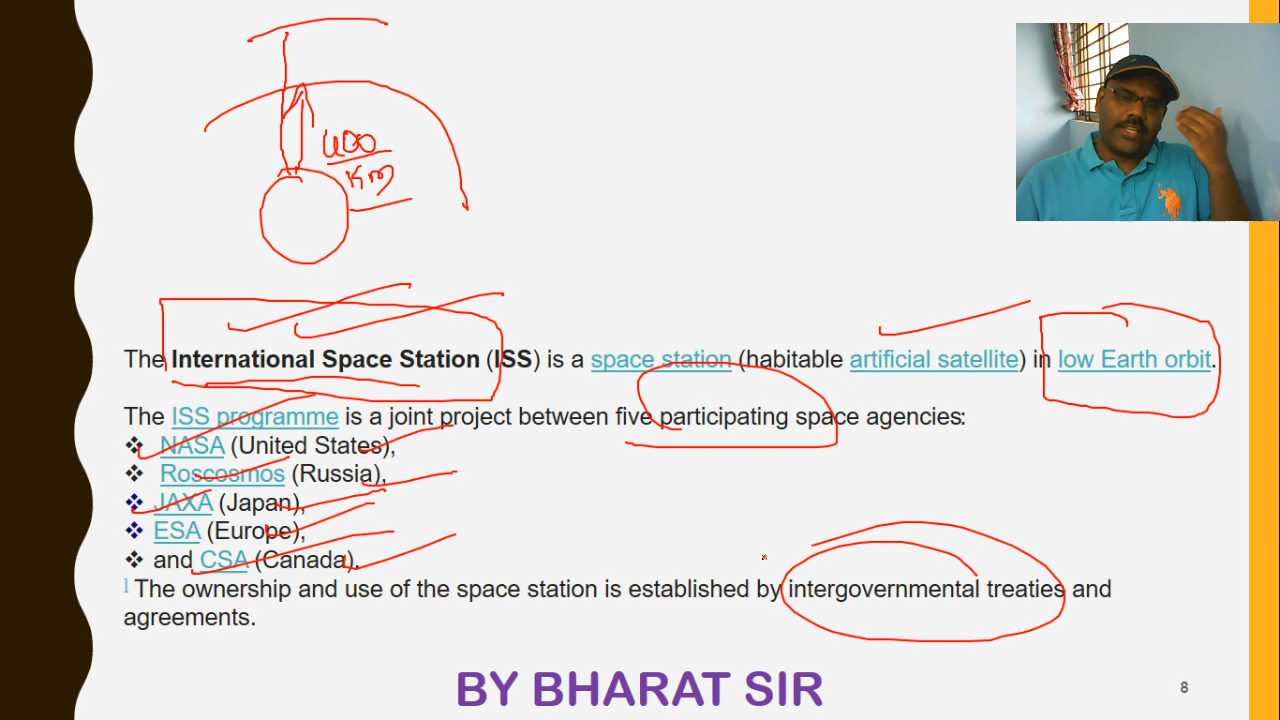 400
Km
The International Space Station (ISS) is a space station (habitable artificial satellite) in low Earth orbit.
The ISS programme is a joint project between five participating space agencies:
❖ NASA (United States),
❖ Roscosmos (Russia),
❖ JAXA (Japan),
❖ ESA (Europe),
❖ and CSA (Canada).
l The ownership and use of the space station is established by intergovernmental treaties and
agreements.
BY BHARAT SIR
8